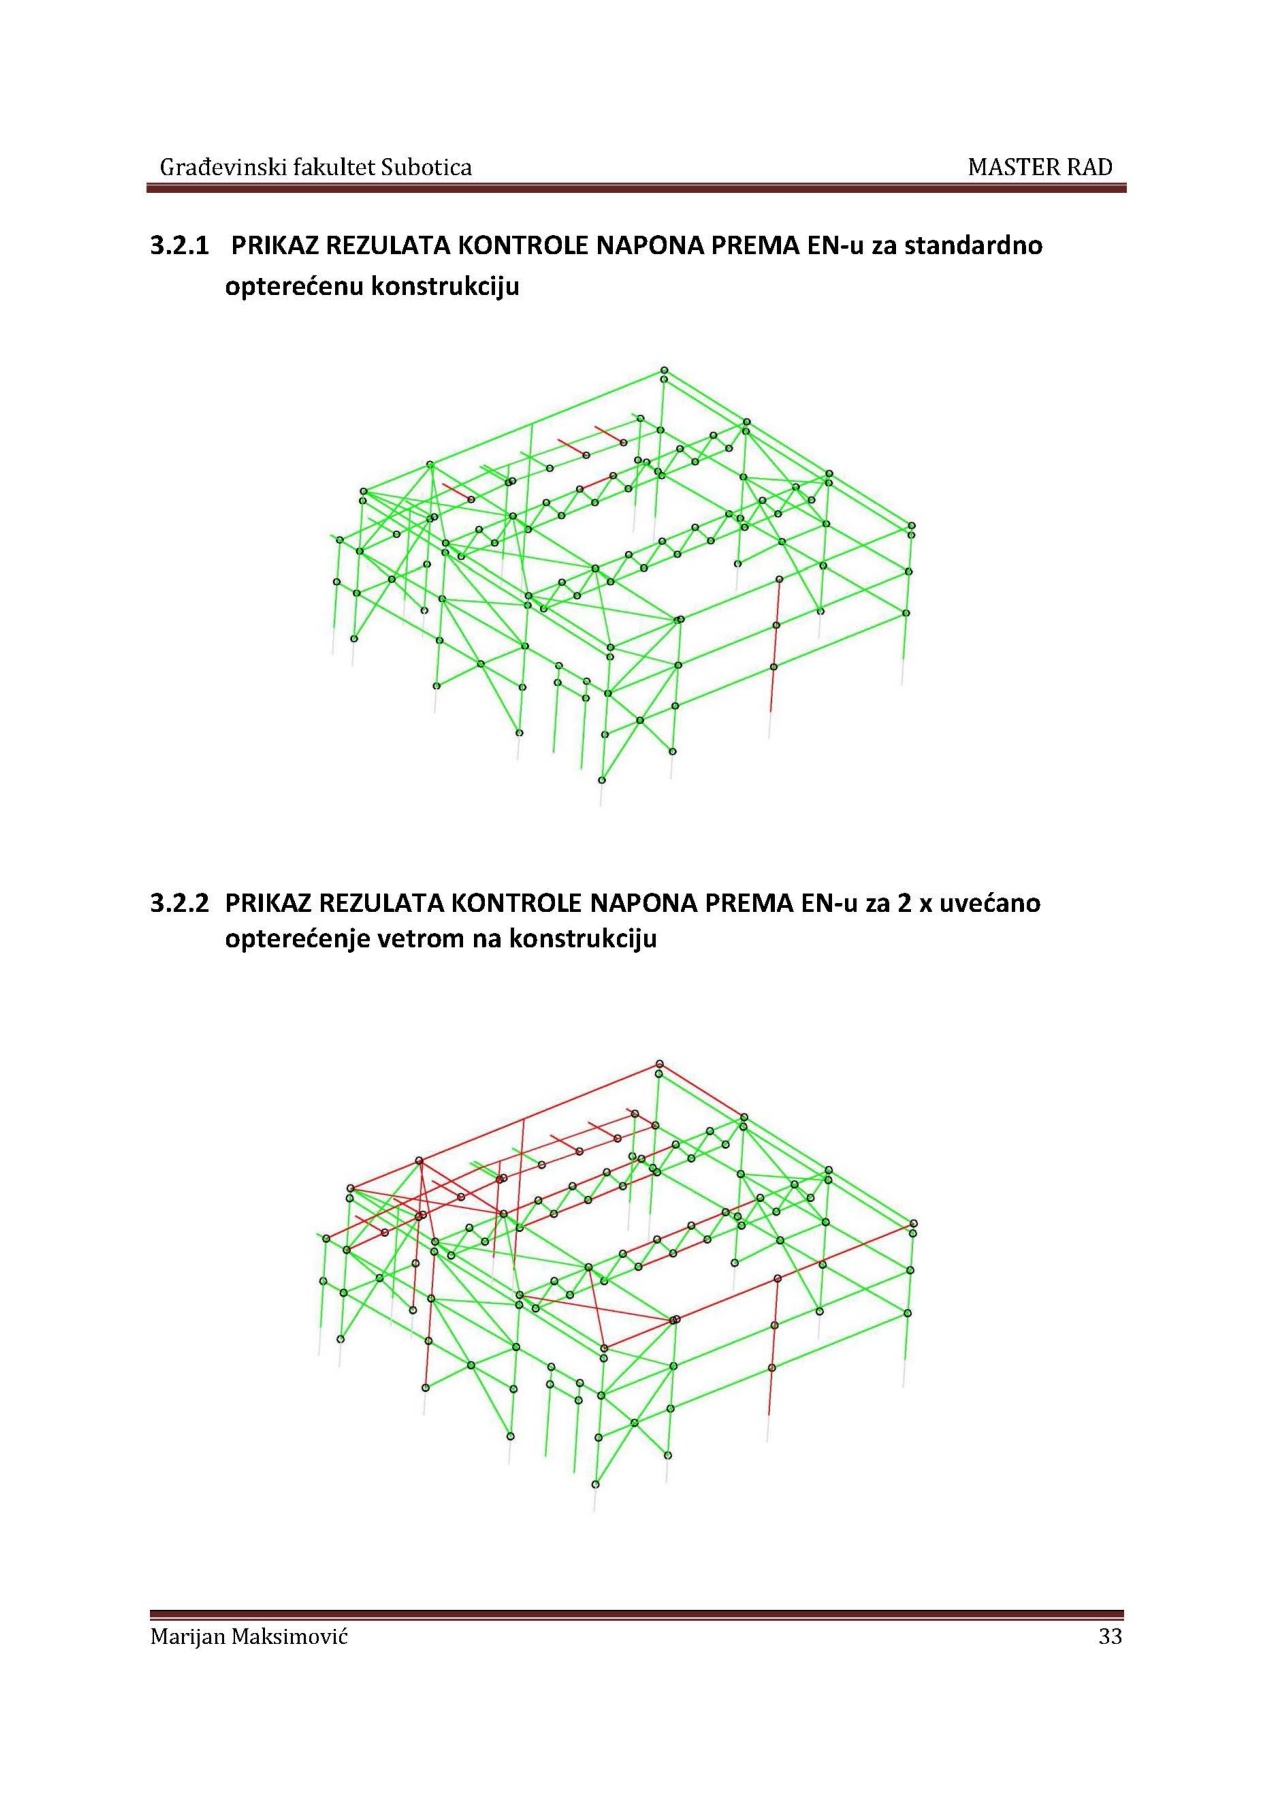 Građevinski fakultet Subotica MASTER RAD
3.2.1 PRIKAZ REZULATA KONTROLE NAPONA PREMA EN-u za standardno
opterećenu konstrukciju
3.2.2 PRIKAZ REZULATA KONTROLE NAPONA PREMA EN-u za 2 x uvećano
opterećenje vetrom na konstrukciju
Marijan Maksimović 33